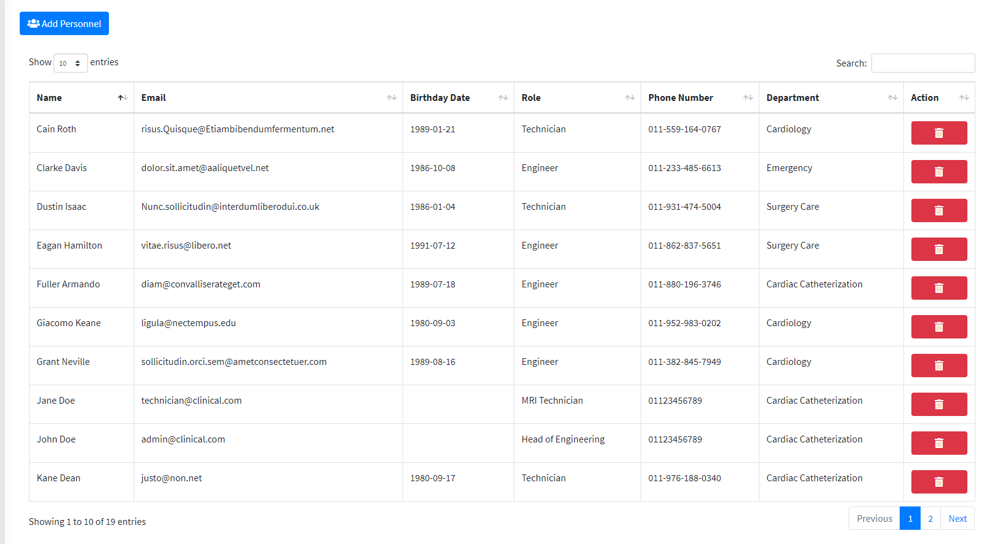 Add Personnel
Show 10 entries
Search:
Name Email Birthday Date Role Phone Number Department Action
Cain Roth risus.Quisque@Etiambibendumfermentum.net 1989-01-21 Technician 011-559-164-0767 Cardiology
Clarke Davis dolor.sit.amet@aaliquetvel.net 1986-10-08 Engineer 011-233-485-6613 Emergency
Dustin Isaac Nunc.sollicitudin@interdumliberodui.co.uk 1986-01-04 Technician 011-931-474-5004 Surgery Care
Eagan Hamilton vitae.risus@libero.net 1991-07-12 Engineer 011-862-837-5651 Surgery Care
Fuller Armando diam@convalliserateget.com 1989-07-18 Engineer 011-880-196-3746 Cardiac Catheterization
Giacomo Keane ligula@nectempus.edu 1980-09-03 Engineer 011-952-983-0202 Cardiology
Grant Neville sollicitudin.orci.sem@ametconsectetuer.com 1989-08-16 Engineer 011-382-845-7949 Cardiology
Jane Doe technician@clinical.com MRI Technician 01123456789 Cardiac Catheterization
John Doe admin@clinical.com Head of Engineering 01123456789 Cardiac Catheterization
Kane Dean justo@non.net 1980-09-17 Technician 011-976-188-0340 Cardiac Catheterization
Showing 1 to 10 of 19 entries
Previous 1 2 Next